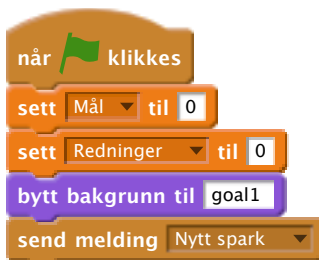 når klikkes
sett Mål til 0
sett Redninger til 0
bytt bakgrunn til goal1
send melding Nytt spark